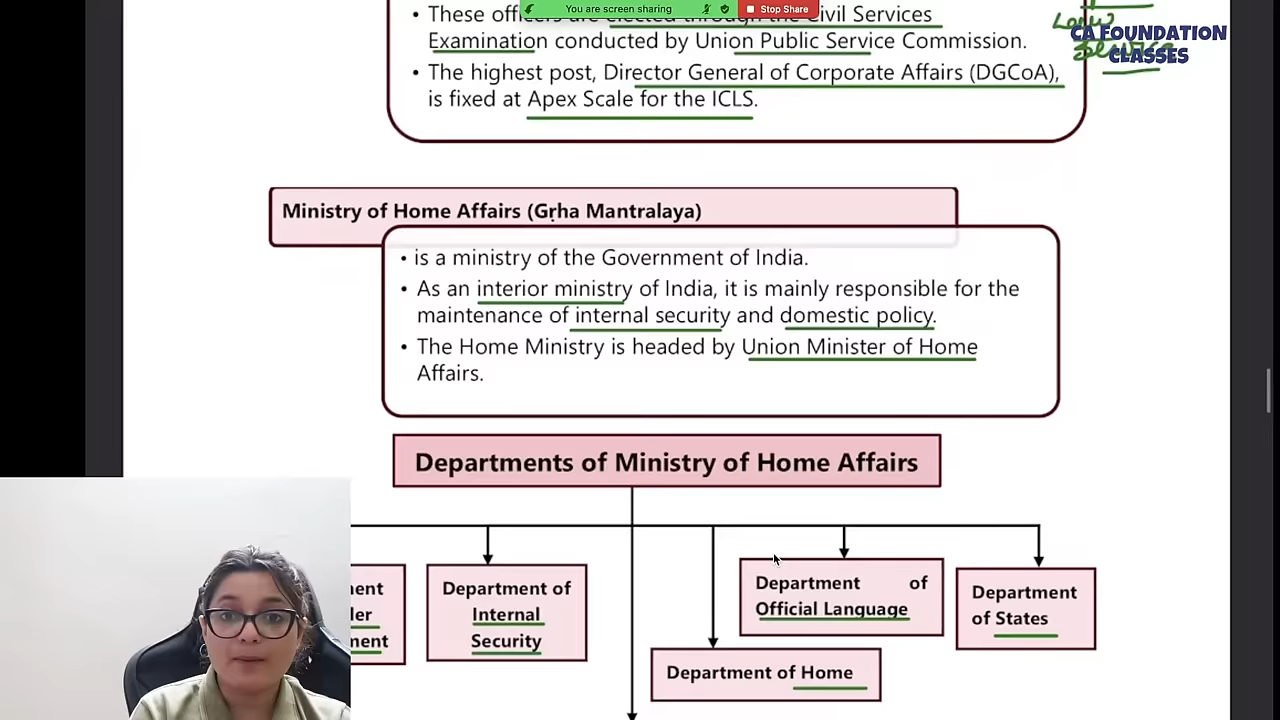 You are screen sharing
Stop Share
• These officers are elected through the Civil Services
Examination conducted by Union Public Service Commission.
• The highest post, Director General of Corporate Affairs (DGCoA),
is fixed at Apex Scale for the ICLS.
CA FOUNDATION
CLASSES
Ministry of Home Affairs (Gṛha Mantralaya)
• is a ministry of the Government of India.
• As an interior ministry of India, it is mainly responsible for the
maintenance of internal security and domestic policy.
• The Home Ministry is headed by Union Minister of Home
Affairs.
Departments of Ministry of Home Affairs
Department of
Internal
Security
Department of Home
Department of
Official Language
Department
of States